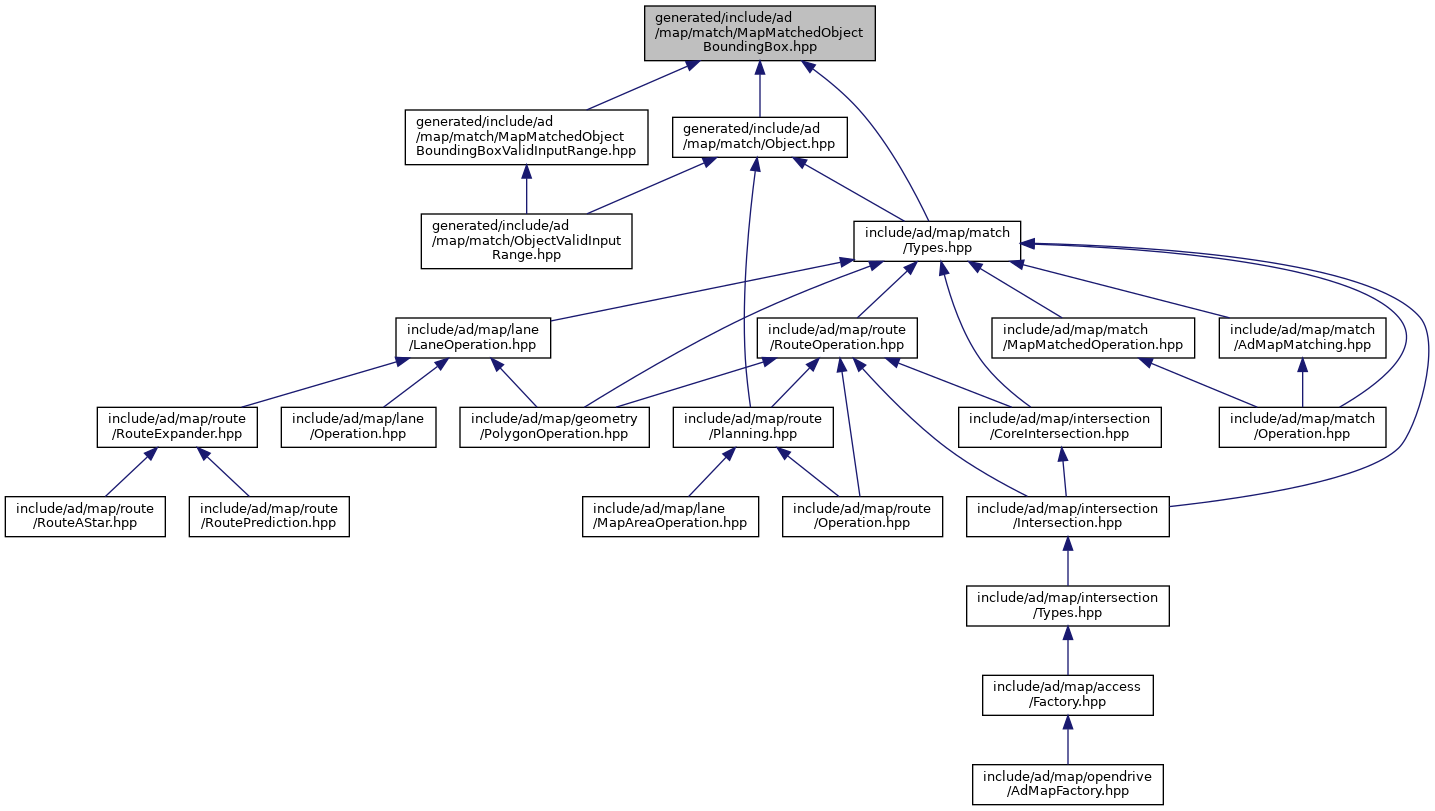 generated/include/ad
/map/match/MapMatchedObject
BoundingBox.hpp
generated/include/ad
/map/match/MapMatchedObject
BoundingBoxValidInputRange.hpp
generated/include/ad
/map/match/Object.hpp
generated/include/ad
/map/match/ObjectValidInput
Range.hpp
include/ad/map/match
/Types.hpp
include/ad/map/lane
/LaneOperation.hpp
include/ad/map/route
/RouteOperation.hpp
include/ad/map/match
/MapMatchedOperation.hpp
include/ad/map/match
/AdMapMatching.hpp
include/ad/map/route
/RouteExpander.hpp
include/ad/map/lane
/Operation.hpp
include/ad/map/geometry
/PolygonOperation.hpp
include/ad/map/route
/Planning.hpp
include/ad/map/intersection
/CoreIntersection.hpp
include/ad/map/match
/Operation.hpp
include/ad/map/route
/RouteAStar.hpp
include/ad/map/route
/RoutePrediction.hpp
include/ad/map/lane
/MapAreaOperation.hpp
include/ad/map/route
/Operation.hpp
include/ad/map/intersection
/Intersection.hpp
include/ad/map/intersection
/Types.hpp
include/ad/map/access
/Factory.hpp
include/ad/map/opendrive
/AdMapFactory.hpp